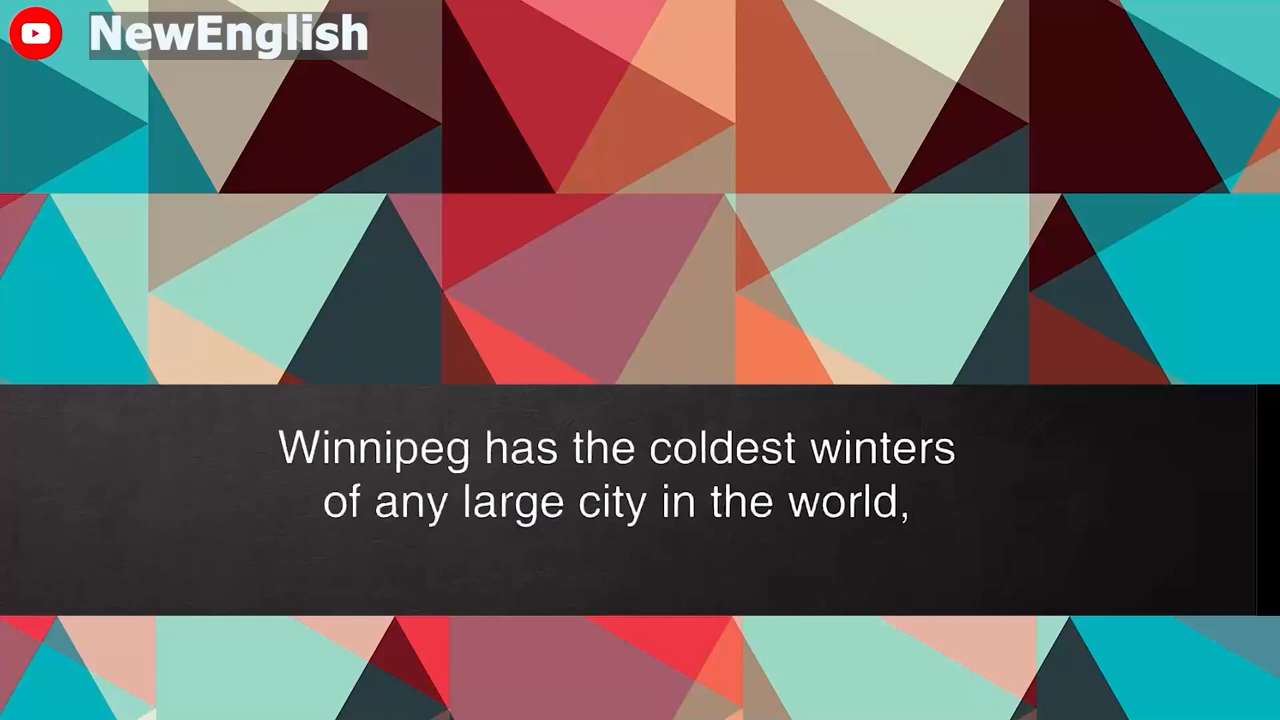 NewEnglish
Winnipeg has the coldest winters
of any large city in the world,